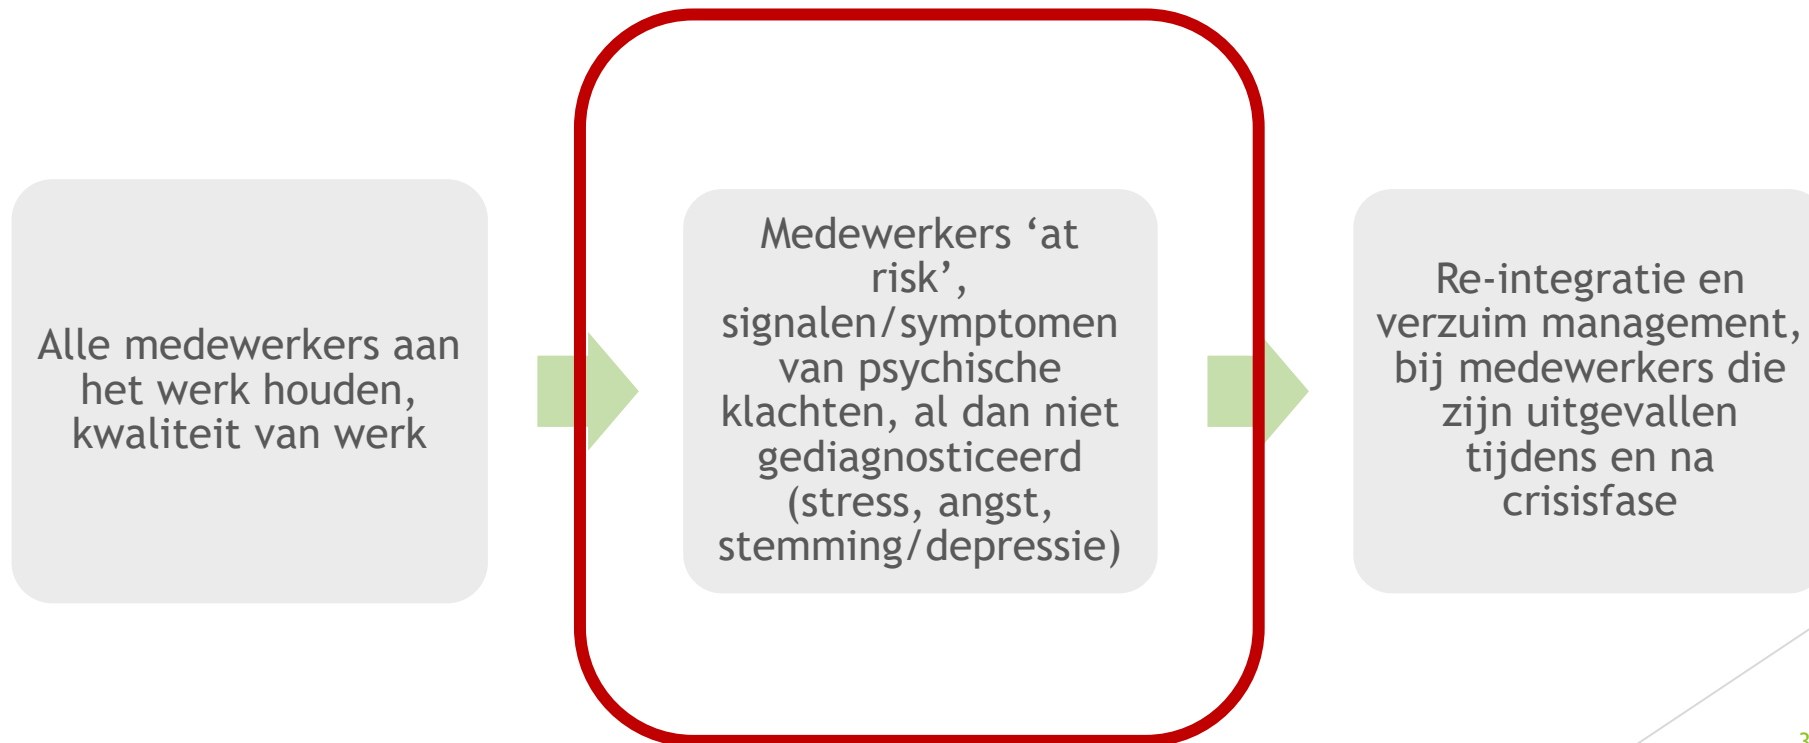 Alle medewerkers aan
het werk houden,
kwaliteit van werk
Medewerkers ‘at
risk’,
signalen/symptomen
van psychische
klachten, al dan niet
gediagnosticeerd
(stress, angst,
stemming/depressie)
Re-integratie en
verzuim management,
bij medewerkers die
zijn uitgevallen
tijdens en na
crisisfase
3